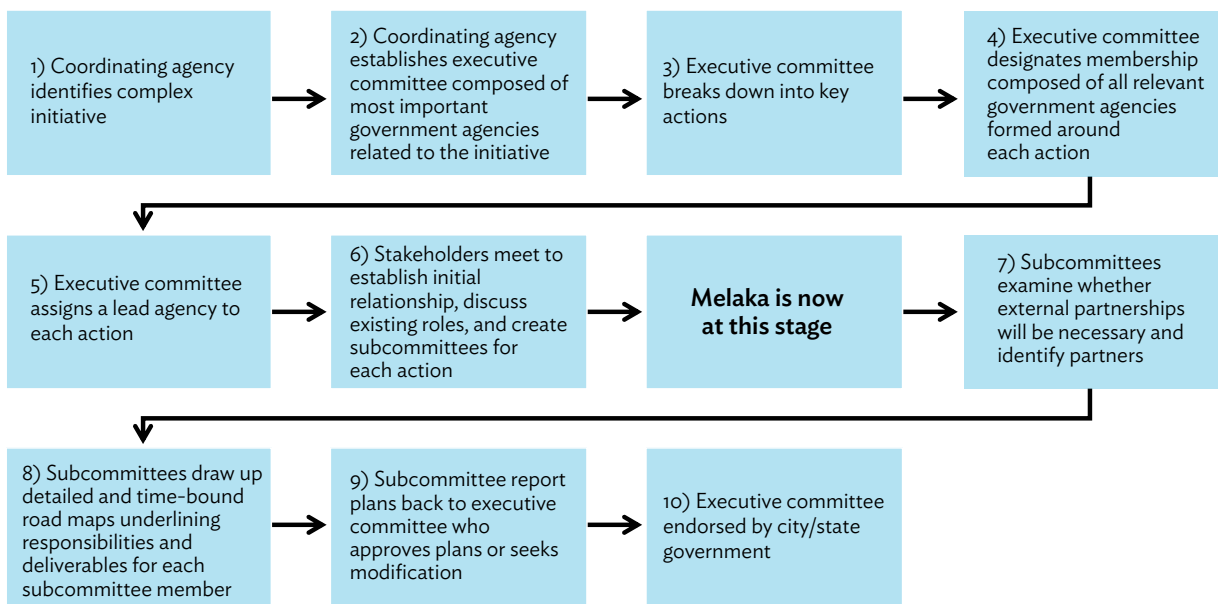 1) Coordinating agency
identifies complex
initiative
2) Coordinating agency
establishes executive
committee composed of
most important
government agencies
related to the initiative
3) Executive committee
breaks down into key
actions
4) Executive committee
designates membership
composed of all relevant
government agencies
formed around
each action
5) Executive committee
assigns a lead agency to
each action
6) Stakeholders meet to
establish initial
relationship, discuss
existing roles, and create
subcommittees for
each action
Melaka is now
at this stage
7) Subcommittees
examine whether
external partnerships
will be necessary and
identify partners
8) Subcommittees draw up
detailed and time-bound
road maps underlining
responsibilities and
deliverables for each
subcommittee member
9) Subcommittee report
plans back to executive
committee who
approves plans or seeks
modification
10) Executive committee
endorsed by city/state
government